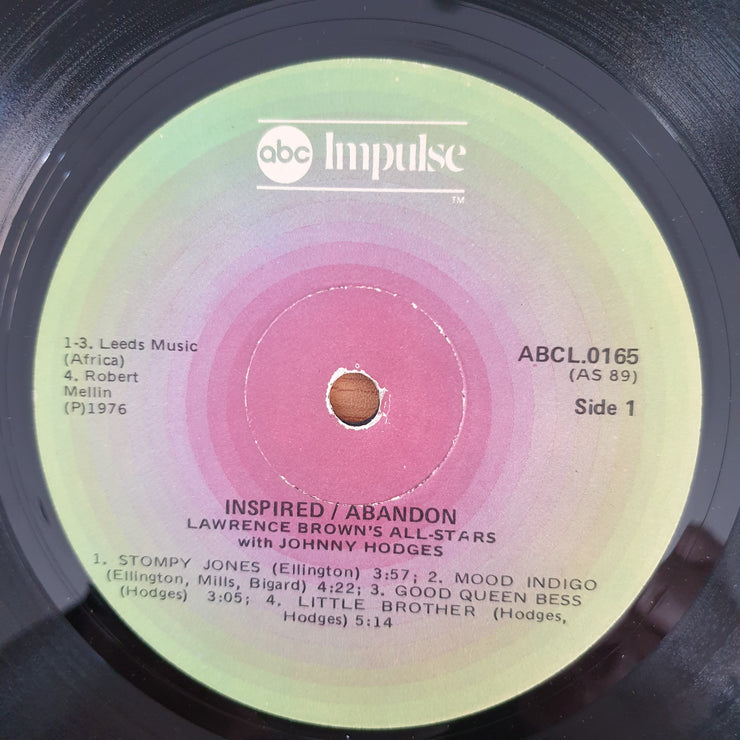 abc Impulse
TM
1-3. Leeds Music
(Africa)
4. Robert
Mellin
(P)1976
ABCL.0165
(AS 89)
Side 1
INSPIRED / ABANDON
LAWRENCE BROWN'S ALL-STARS
with JOHNNY HODGES
1. STOMPY JONES (Ellington) 3:57; 2. MOOD INDIGO
(Ellington, Mills, Bigard) 4:22; 3. GOOD QUEEN BESS
(Hodges) 3:05; 4. LITTLE BROTHER (Hodges,
Hodges) 5:14